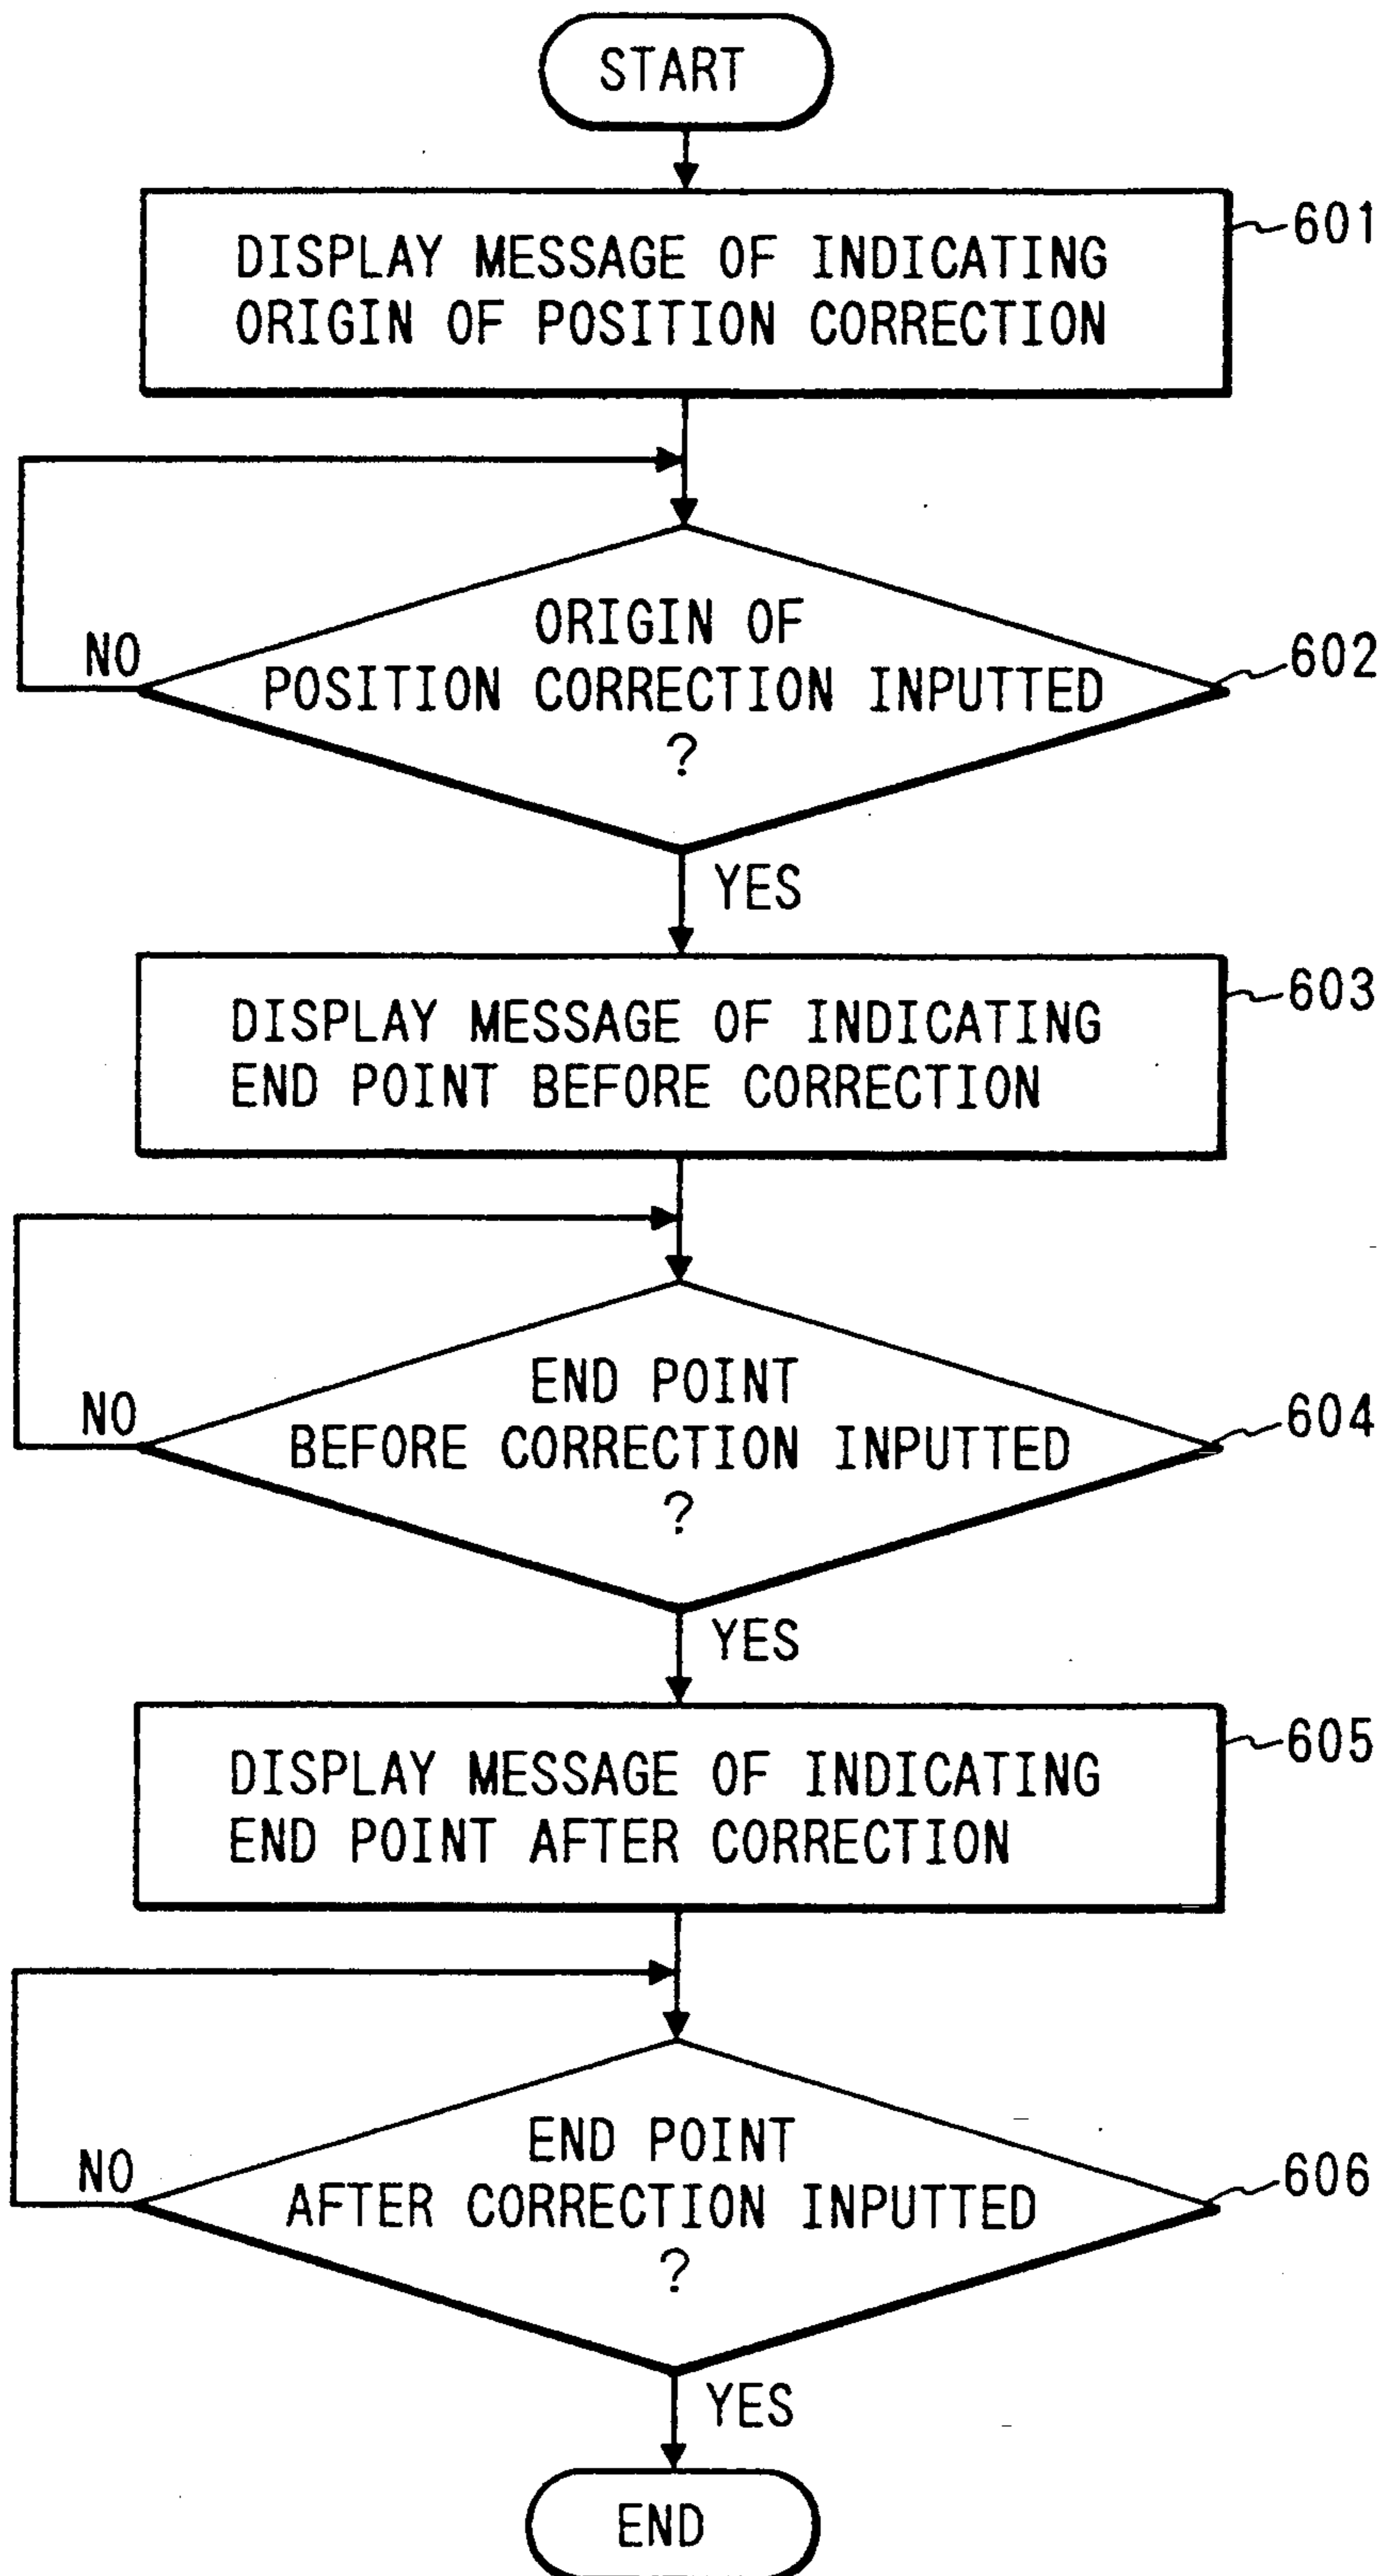 START
DISPLAY MESSAGE OF INDICATING
ORIGIN OF POSITION CORRECTION
601
ORIGIN OF
POSITION CORRECTION INPUTTED
?
602
NO
YES
DISPLAY MESSAGE OF INDICATING
END POINT BEFORE CORRECTION
603
END POINT
BEFORE CORRECTION INPUTTED
?
604
NO
YES
DISPLAY MESSAGE OF INDICATING
END POINT AFTER CORRECTION
605
END POINT
AFTER CORRECTION INPUTTED
?
606
NO
YES
END